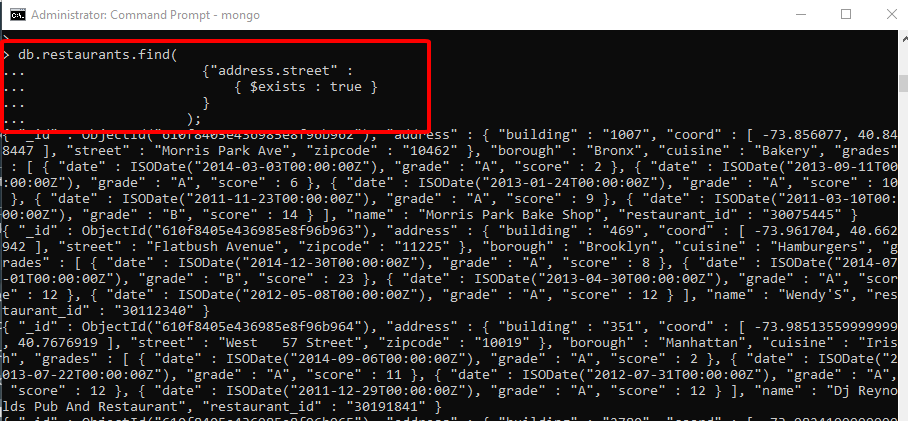 Administrator: Command Prompt - mongo
>
> db.restaurants.find(
... {"address.street" :
... { $exists : true }
... }
... );
{ "_id" : ObjectId("610f8405e436985e8f96b962"), "address" : { "building" : "1007", "coord" : [ -73.856077, 40.84
8447 ], "street" : "Morris Park Ave", "zipcode" : "10462" }, "borough" : "Bronx", "cuisine" : "Bakery", "grades"
: [ { "date" : ISODate("2014-03-03T00:00:00Z"), "grade" : "A", "score" : 2 }, { "date" : ISODate("2013-09-11T00
:00:00Z"), "grade" : "A", "score" : 6 }, { "date" : ISODate("2013-01-24T00:00:00Z"), "grade" : "A", "score" : 10
}, { "date" : ISODate("2011-11-23T00:00:00Z"), "grade" : "A", "score" : 9 }, { "date" : ISODate("2011-03-10T00:
00:00Z"), "grade" : "B", "score" : 14 } ], "name" : "Morris Park Bake Shop", "restaurant_id" : "30075445" }
{ "_id" : ObjectId("610f8405e436985e8f96b963"), "address" : { "building" : "469", "coord" : [ -73.961704, 40.662
942 ], "street" : "Flatbush Avenue", "zipcode" : "11225" }, "borough" : "Brooklyn", "cuisine" : "Hamburgers", "g
rades" : [ { "date" : ISODate("2014-12-30T00:00:00Z"), "grade" : "A", "score" : 8 }, { "date" : ISODate("2014-07
-01T00:00:00Z"), "grade" : "B", "score" : 23 }, { "date" : ISODate("2013-04-30T00:00:00Z"), "grade" : "A", "scor
e" : 12 }, { "date" : ISODate("2012-05-08T00:00:00Z"), "grade" : "A", "score" : 12 } ], "name" : "Wendy'S", "res
taurant_id" : "30112340" }
{ "_id" : ObjectId("610f8405e436985e8f96b964"), "address" : { "building" : "351", "coord" : [ -73.98513559999999
, 40.7676919 ], "street" : "West   57 Street", "zipcode" : "10019" }, "borough" : "Manhattan", "cuisine" : "Iris
h", "grades" : [ { "date" : ISODate("2014-09-06T00:00:00Z"), "grade" : "A", "score" : 2 }, { "date" : ISODate("2
013-07-22T00:00:00Z"), "grade" : "A", "score" : 11 }, { "date" : ISODate("2012-07-31T00:00:00Z"), "grade" : "A",
"score" : 12 }, { "date" : ISODate("2011-12-29T00:00:00Z"), "grade" : "A", "score" : 12 } ], "name" : "Dj Reyno
lds Pub And Restaurant", "restaurant_id" : "30191841" }